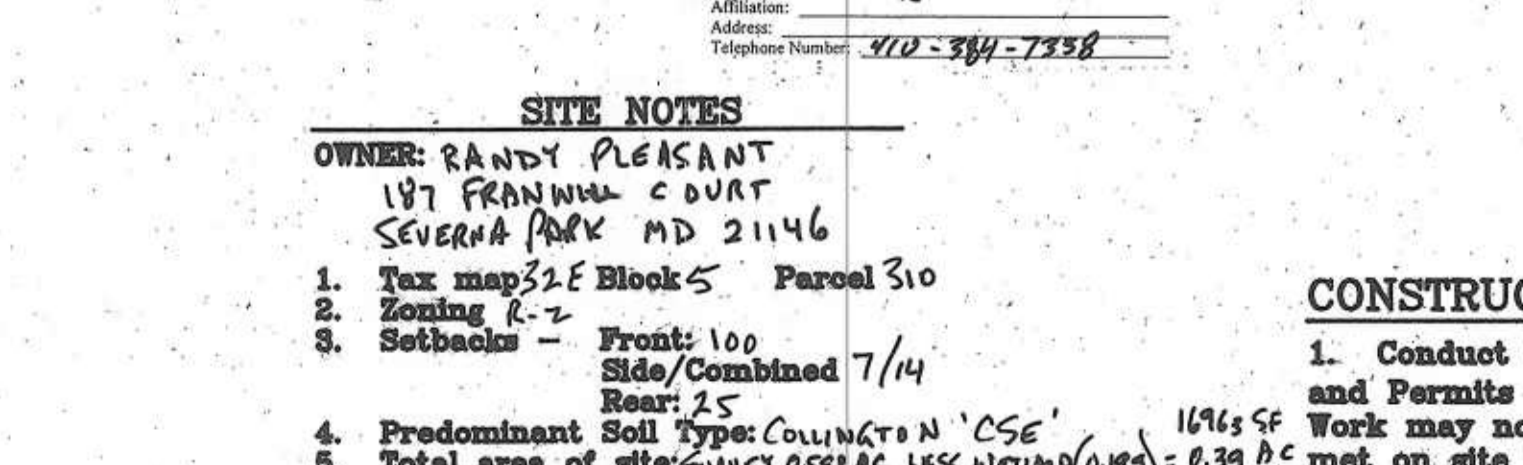 Affiliation:
Address:
Telephone Number: 410-384-7338
SITE NOTES
OWNER: RANDY PLEASANT
187 FRANWILL COURT
SEVERNA PARK MD 21146
1. Tax map 32E Block 5 Parcel 310
2. Zoning R-2
3. Setbacks - Front: 100
Side/Combined 7/14
Rear: 25
4. Predominant Soil Type: COLLINGTON 'CSE'
16963 SF
5. Total area of site: LESS = 0.39 AC
CONSTRUC
1. Conduct
and Permits
Work may no
met on site